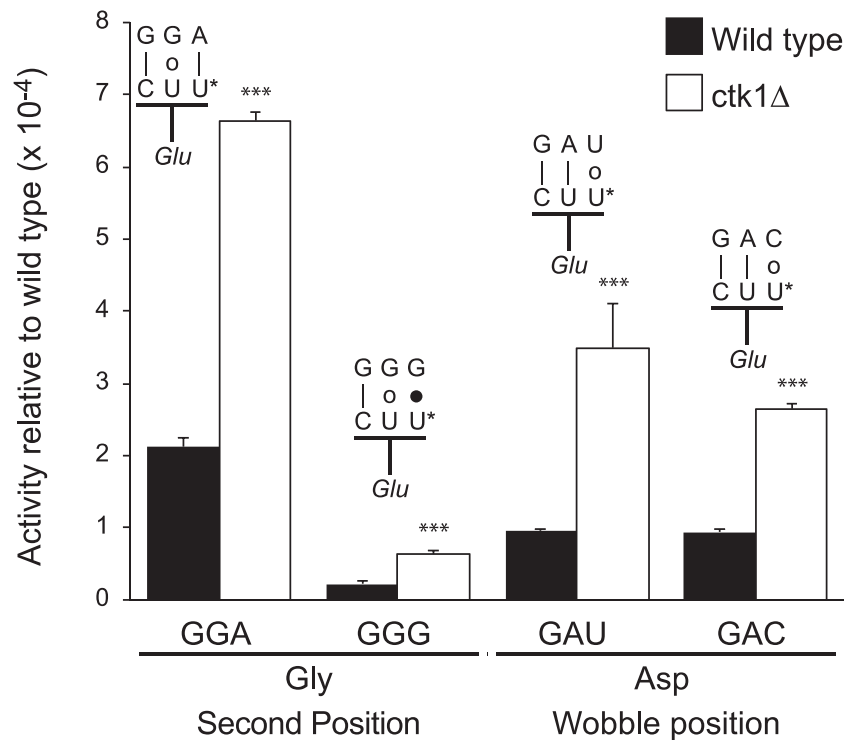 Activity relative to wild type (x 10-4)
8
7
6
5
4
3
2
1
0
Wild type
ctk1Δ
G G A
o
C U U*
Glu
***
G G G
o ●
C U U*
Glu
***
G A U
o
C U U*
Glu
***
G A C
o
C U U*
Glu
***
GGA GGG GAU GAC
Gly Asp
Second Position Wobble position